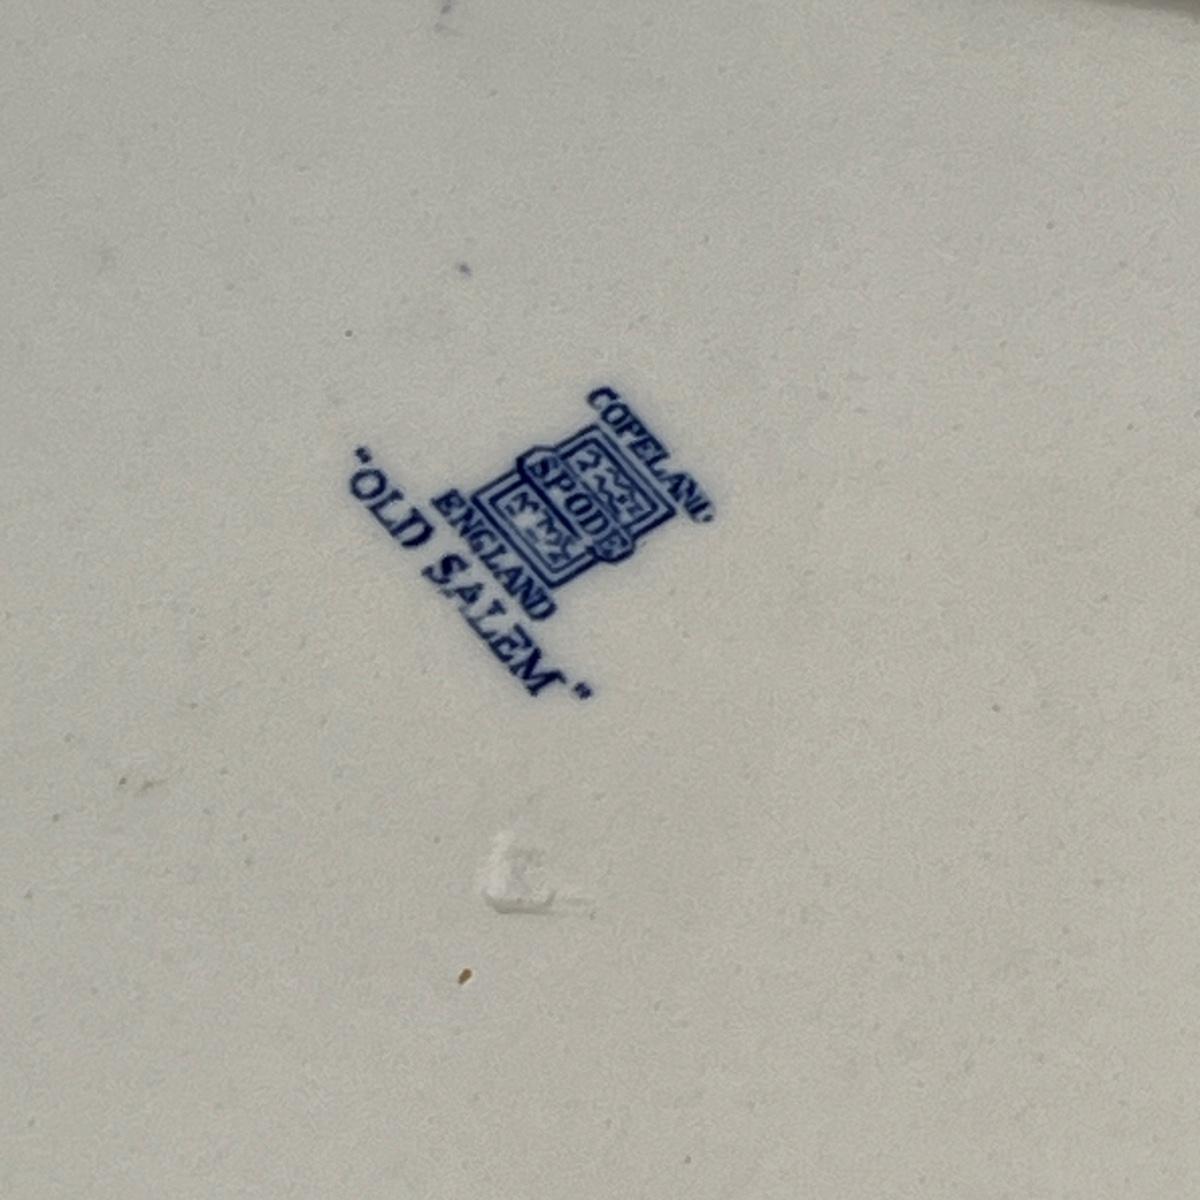 COPELAND
SPODE
ENGLAND
"OLD SALEM"